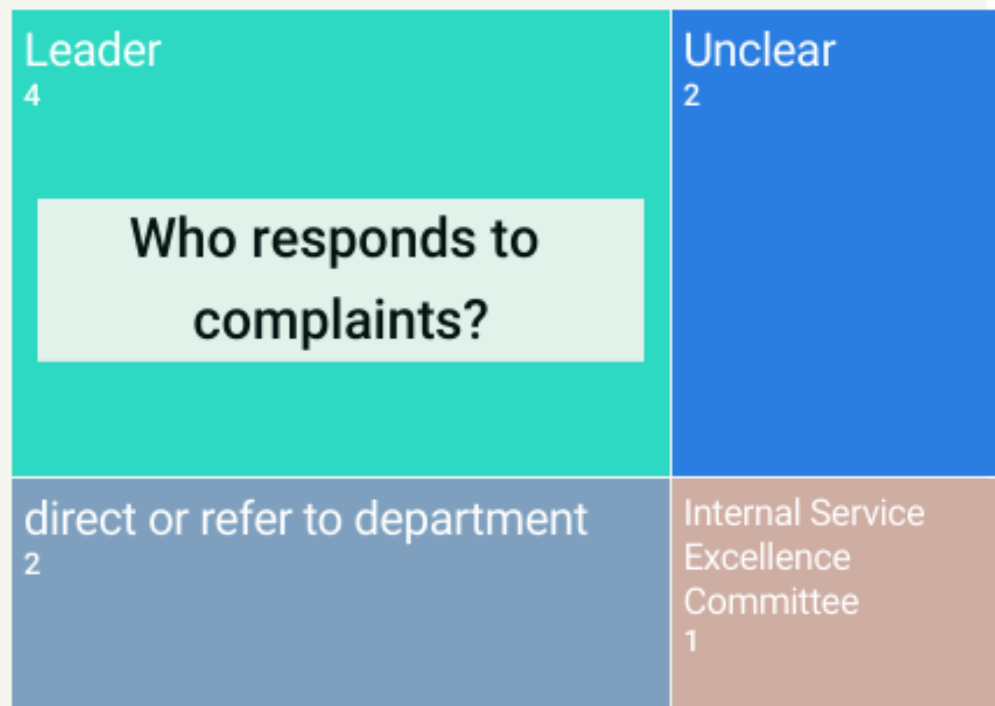 Leader
4
Unclear
2
Who responds to
complaints?
direct or refer to department
2
Internal Service
Excellence
Committee
1